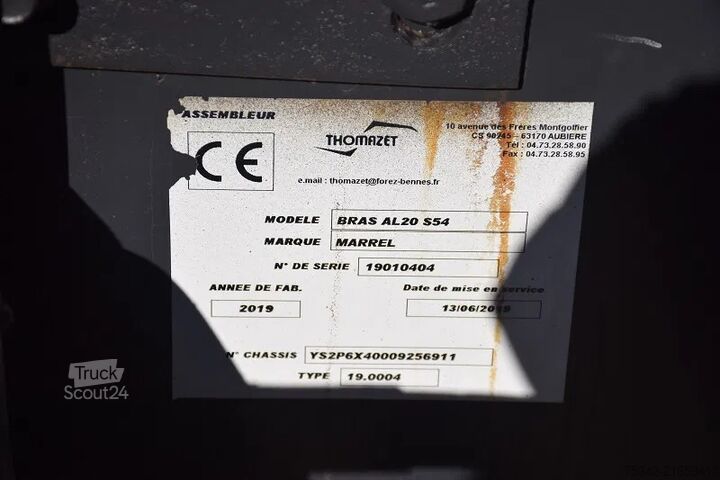 ASSEMBLEUR
CE
THOMAZET
10 avenue des Frères Montgolfier
CS 90245 - 63170 AUBIERE
Tél : 04.73.28.58.90
Fax : 04.73.28.58.95
e.mail : thomazet@forez-bennes.fr
MODELE BRAS AL20 S54
MARQUE MARREL
N° DE SERIE 19010404
ANNEE DE FAB. Date de mise en service
2019 13/06/2019
N° CHASSIS YS2P6X40009256911
TYPE 19.0004
Truck
Scout24